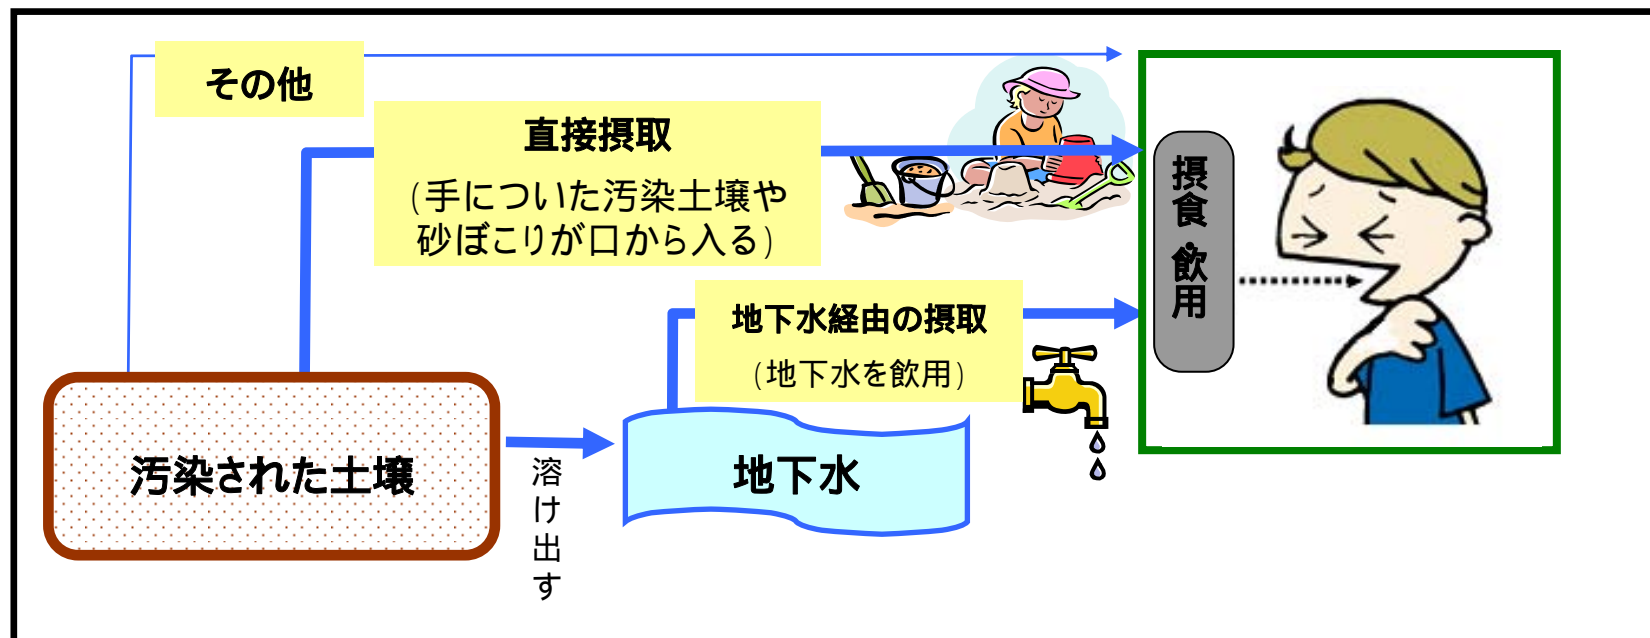 その他
直接摂取
(手についた汚染土壌や
砂ぼこりが口から入る)
摂食・飲用
地下水経由の摂取
(地下水を飲用)
汚染された土壌
溶け出す
地下水